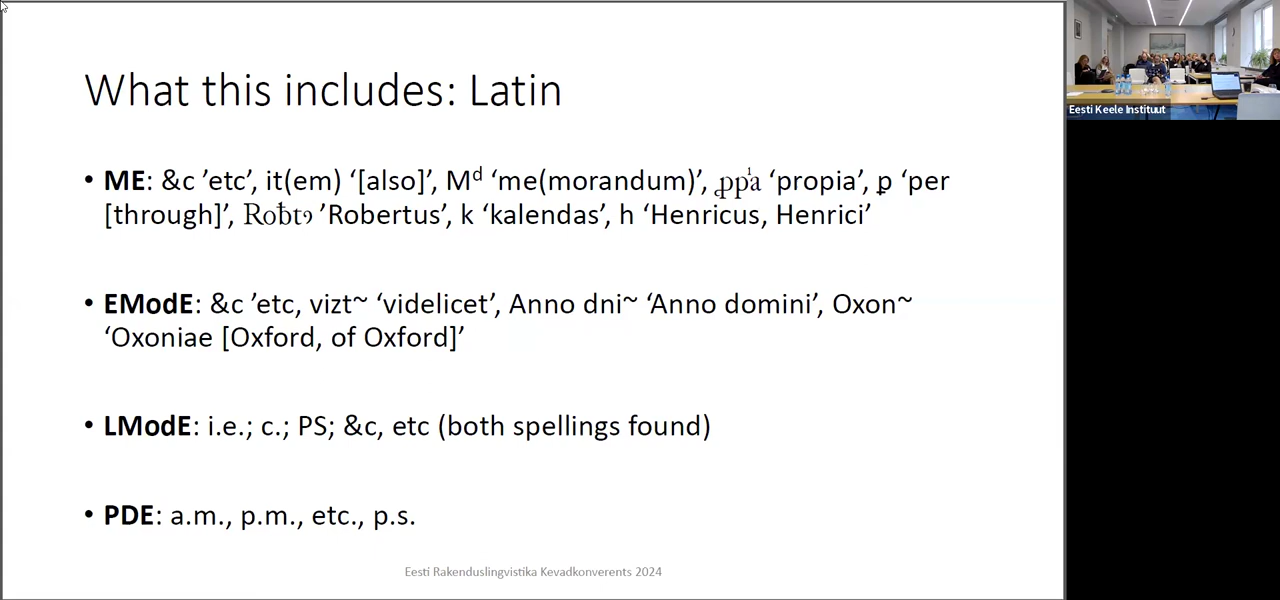 What this includes: Latin
• ME: &c ’etc’, it(em) ‘[also]’, Mᵈ ‘me(morandum)’, ꝓpͥa ‘propia’, ꝑ ‘per
[through]’, Roƀtꝰ ’Robertus’, k ‘kalendas’, h ‘Henricus, Henrici’
• EModE: &c ’etc, vizt~ ‘videlicet’, Anno dni~ ‘Anno domini’, Oxon~
‘Oxoniae [Oxford, of Oxford]’
• LModE: i.e.; c.; PS; &c, etc (both spellings found)
• PDE: a.m., p.m., etc., p.s.
Eesti Rakenduslingvistika Kevadkonverents 2024
Eesti Keele Instituut